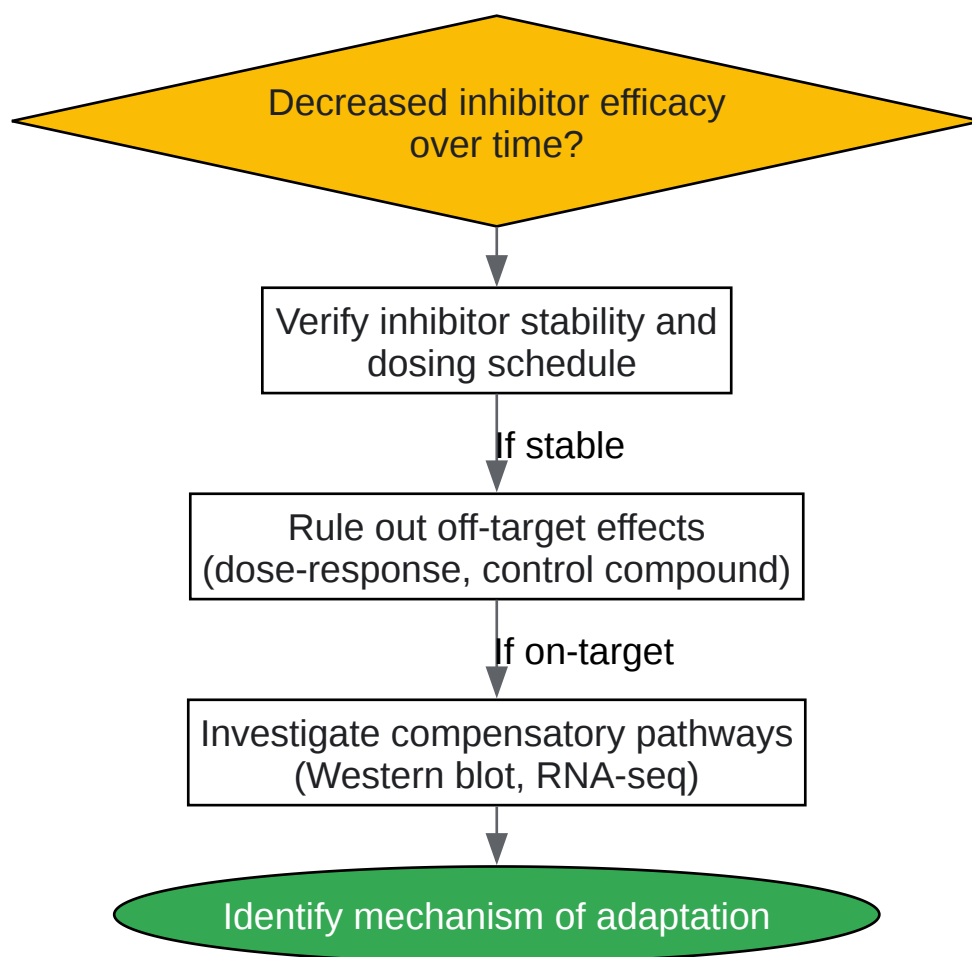 Decreased inhibitor efficacy
over time?
Verify inhibitor stability and
dosing schedule
If stable
Rule out off-target effects
(dose-response, control compound)
If on-target
Investigate compensatory pathways
(Western blot, RNA-seq)
Identify mechanism of adaptation